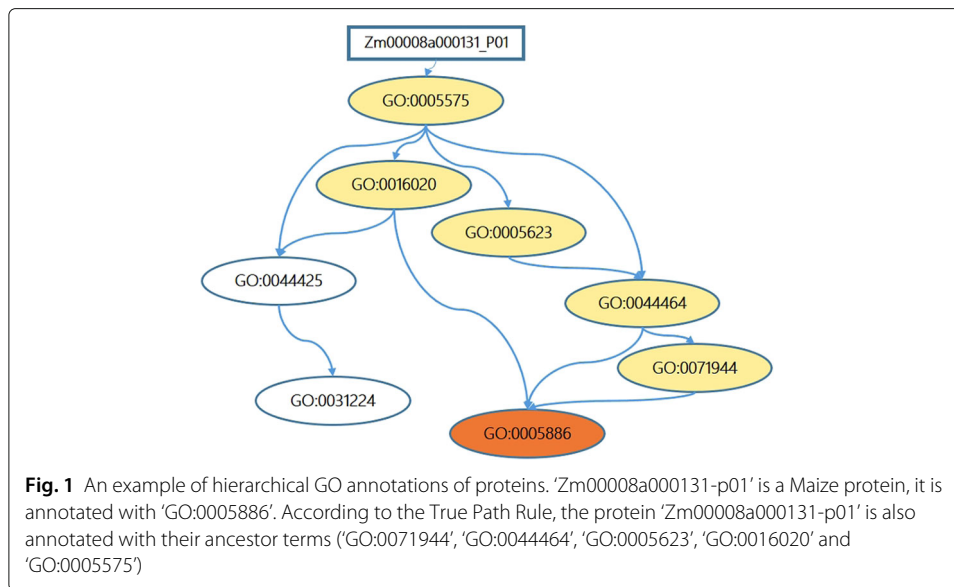 Zm00008a000131_P01
GO:0005575
GO:0016020
GO:0005623
GO:0044425
GO:0044464
GO:0071944
GO:0031224
GO:0005886
Fig. 1 An example of hierarchical GO annotations of proteins. ‘Zm00008a000131-p01’ is a Maize protein, it is
annotated with ‘GO:0005886’. According to the True Path Rule, the protein ‘Zm00008a000131-p01’ is also
annotated with their ancestor terms (‘GO:0071944’, ‘GO:0044464’, ‘GO:0005623’, ‘GO:0016020’ and
‘GO:0005575’)